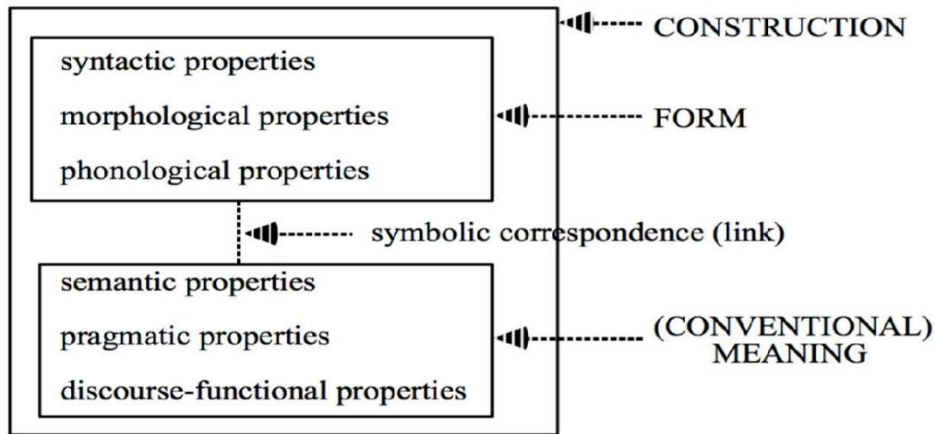 CONSTRUCTION
syntactic properties
morphological properties
FORM
phonological properties
symbolic correspondence (link)
semantic properties
pragmatic properties
(CONVENTIONAL)
MEANING
discourse-functional properties